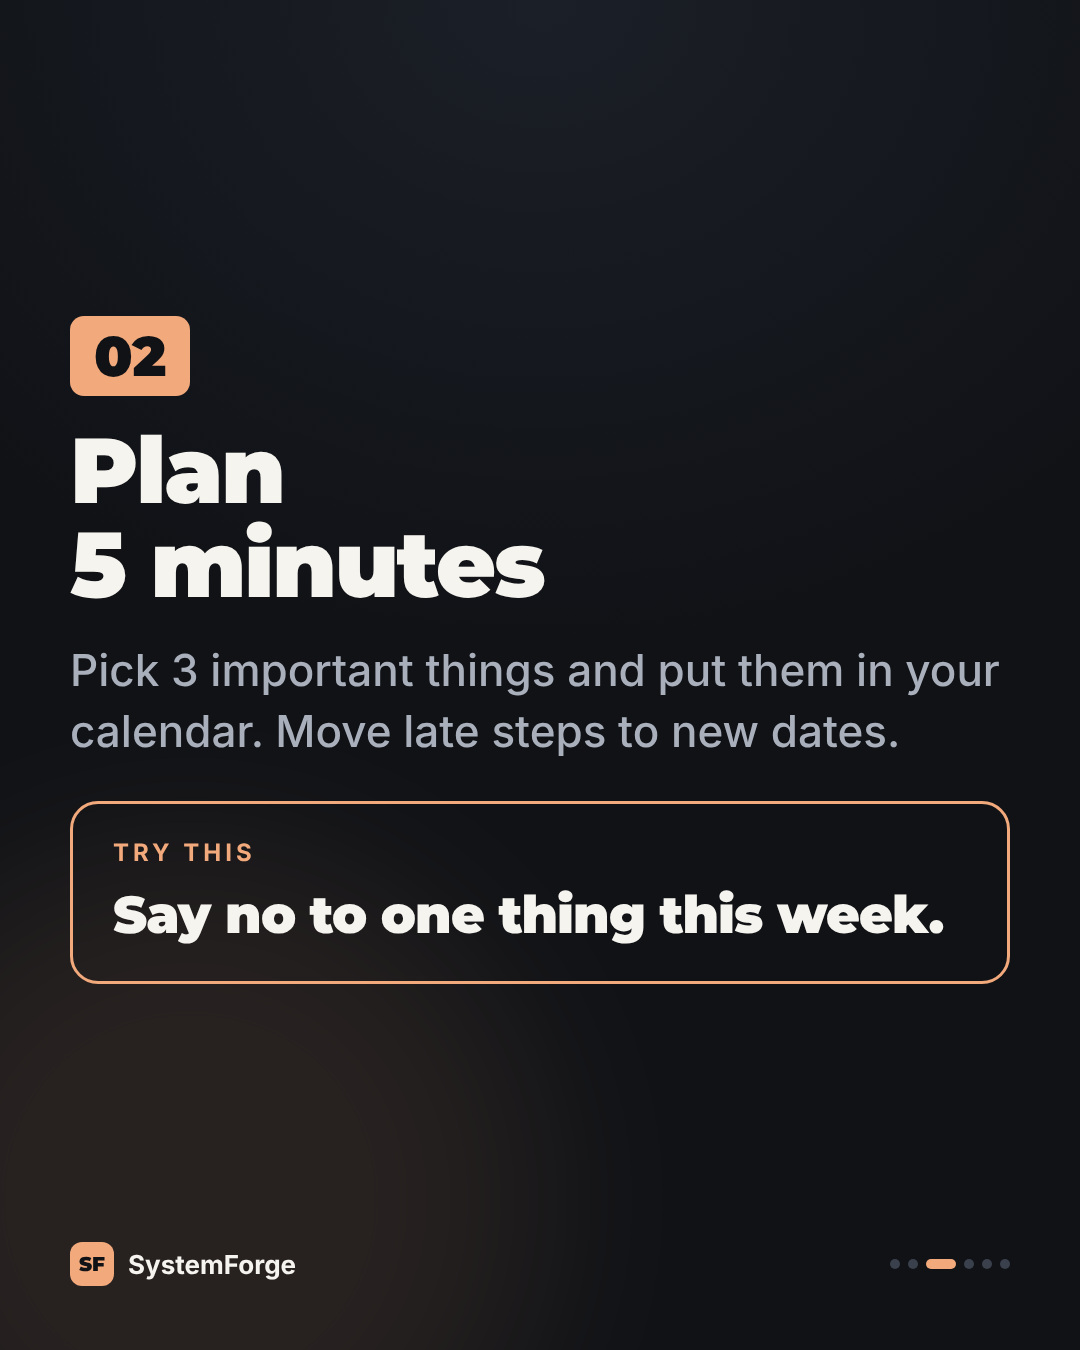 02
Plan
5 minutes
Pick 3 important things and put them in your
calendar. Move late steps to new dates.
TRY THIS
Say no to one thing this week.
SF SystemForge